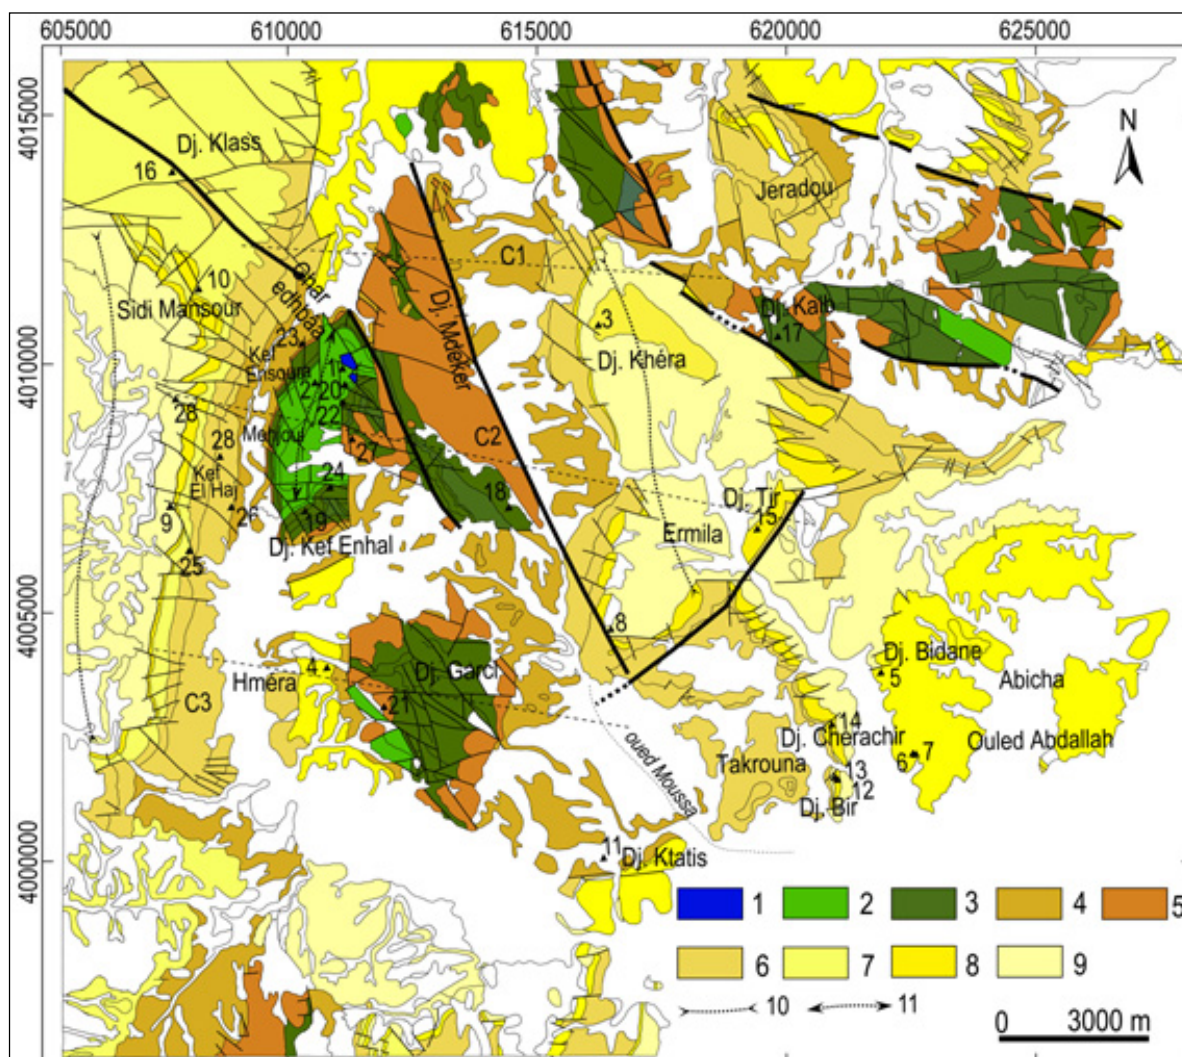 605000 610000 615000 620000 625000
4015000
4010000
4005000
4000000
N
Dj. Klass
16
Jeradou
C1
10
Sidi Mansour
Ghar
edhbaa
Dj. Mdeker
3
Dj. Kalb
17
Dj. Khéra
23
Kef
Ensoura
1
2 20
28
22
Mehjoul
C2
28
27
Kef
El Haj
24
18
Dj. Tir
15
9
26
19
Ermila
Dj. Kef Enhal
25
8
Dj. Garci
4
Hméra
21
C3
Dj. Bidane
5
Abicha
14
Dj. Cherachir
Ouled Abdallah
6 7
oued Moussa
Takrouna
13
12
Dj. Bir
11
Dj. Ktatis
1 2 3 4 5
6 7 8 9
10 11
0 3000 m